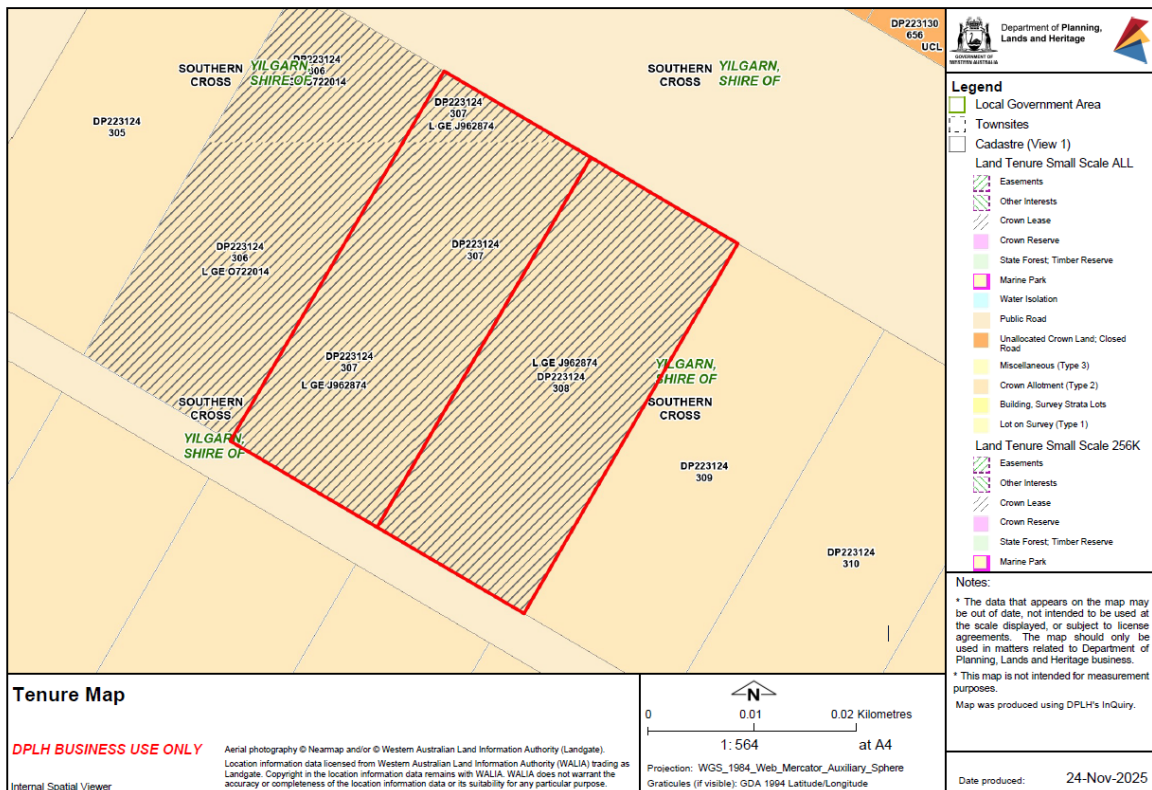 DP223130
656
UCL
DP223124
306
L GE O722014
SOUTHERN
CROSS
YILGARN,
SHIRE OF
SOUTHERN
CROSS
YILGARN,
SHIRE OF
DP223124
307
L GE J962874
DP223124
305
DP223124
306
L GE O722014
DP223124
307
DP223124
307
L GE J962874
L GE J962874
DP223124
308
YILGARN,
SHIRE OF
SOUTHERN
CROSS
SOUTHERN
CROSS
YILGARN,
SHIRE OF
DP223124
309
DP223124
310
GOVERNMENT OF
WESTERN AUSTRALIA
Department of Planning,
Lands and Heritage
Legend
Local Government Area
Townsites
Cadastre (View 1)
Land Tenure Small Scale ALL
Easements
Other Interests
Crown Lease
Crown Reserve
State Forest; Timber Reserve
Marine Park
Water Isolation
Public Road
Unallocated Crown Land; Closed
Road
Miscellaneous (Type 3)
Crown Allotment (Type 2)
Building, Survey Strata Lots
Lot on Survey (Type 1)
Land Tenure Small Scale 256K
Easements
Other Interests
Crown Lease
Crown Reserve
State Forest; Timber Reserve
Marine Park
Notes:
* The data that appears on the map may
be out of date, not intended to be used at
the scale displayed, or subject to license
agreements. The map should only be
used in matters related to Department of
Planning, Lands and Heritage business.
* This map is not intended for measurement
purposes.
Map was produced using DPLH's InQuiry.
Date produced: 24-Nov-2025
Tenure Map
DPLH BUSINESS USE ONLY
Internal Spatial Viewer
Aerial photography © Nearmap and/or © Western Australian Land Information Authority (Landgate).
Location information data licensed from Western Australian Land Information Authority (WALIA) trading as
Landgate. Copyright in the location information data remains with WALIA. WALIA does not warrant the
accuracy or completeness of the location information data or its suitability for any particular purpose.
N
0 0.01 0.02 Kilometres
1: 564 at A4
Projection: WGS_1984_Web_Mercator_Auxiliary_Sphere
Graticules (if visible): GDA 1994 Latitude/Longitude